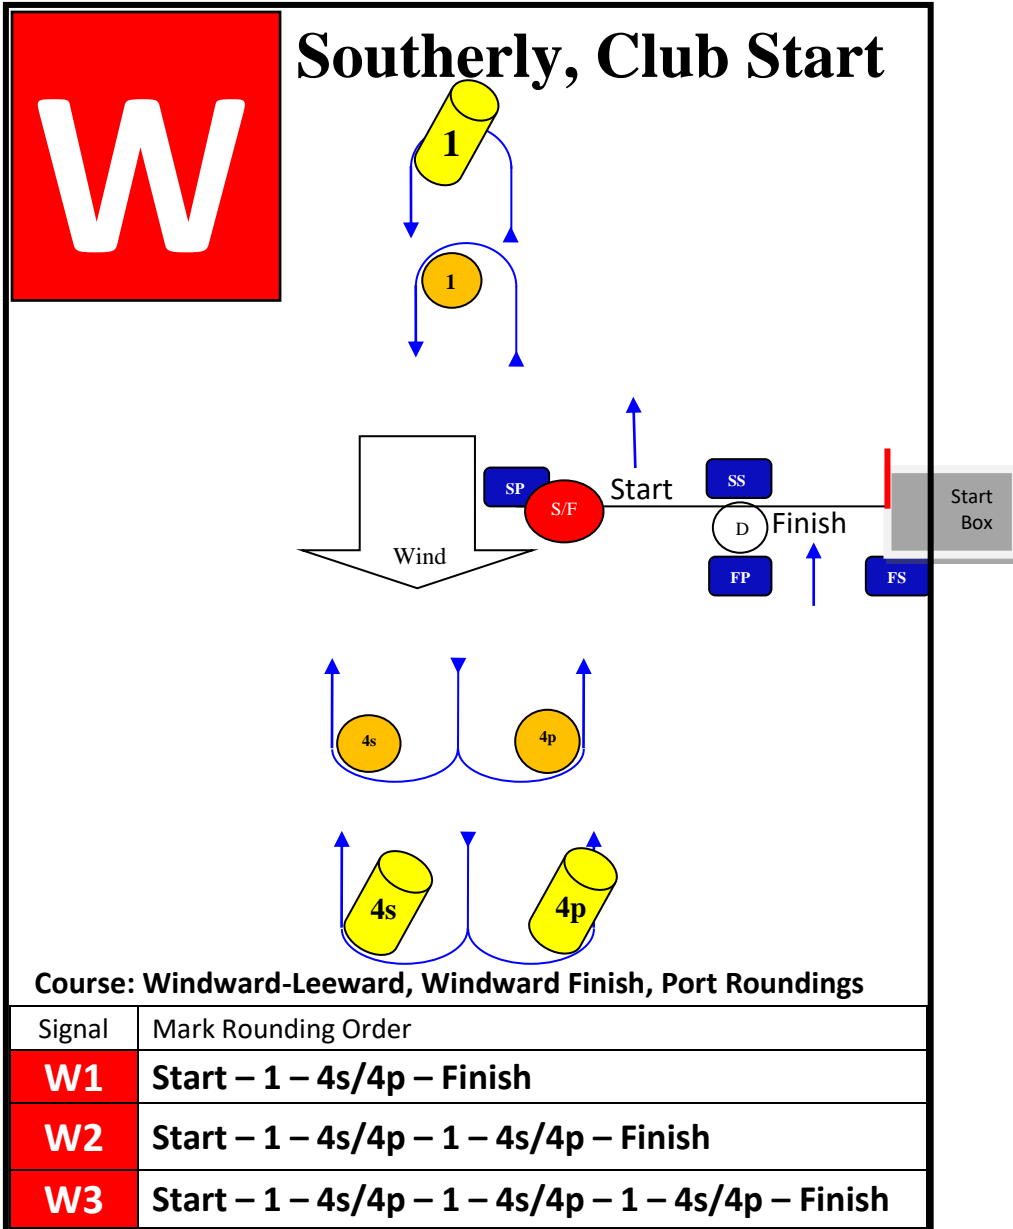 W
Southerly, Club Start
1
1
SP
S/F
Start
SS
Start
Box
D
Finish
Wind
FP
FS
4s
4p
4s
4p
Course: Windward-Leeward, Windward Finish, Port Roundings
Signal
Mark Rounding Order
W1
Start – 1 – 4s/4p – Finish
W2
Start – 1 – 4s/4p – 1 – 4s/4p – Finish
W3
Start – 1 – 4s/4p – 1 – 4s/4p – 1 – 4s/4p – Finish